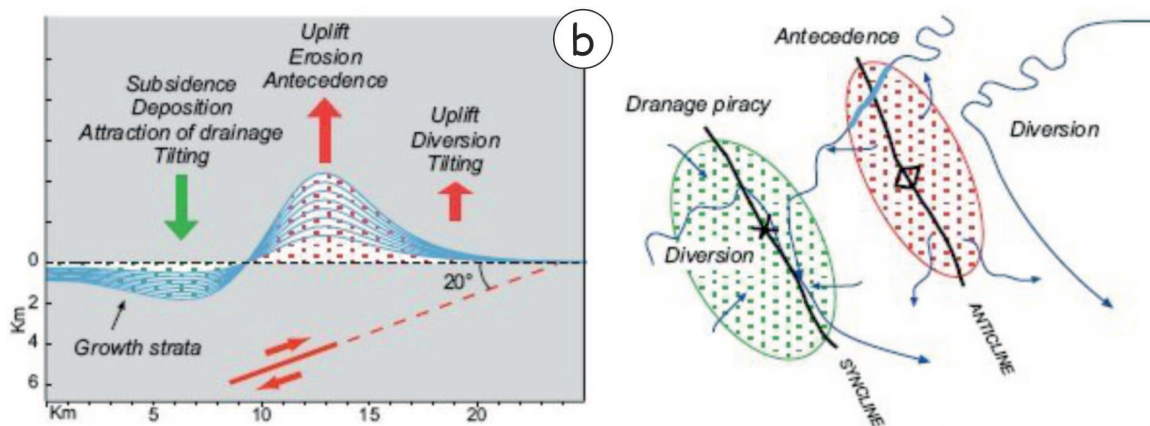 Subsidence
Deposition
Attraction of drainage
Tilting
Uplift
Erosion
Antecedence
Uplift
Diversion
Tilting
0
2
4
6
Km
20°
Growth strata
Km
5
10
15
20
b
Antecedence
Dranage piracy
Diversion
Diversion
ANTICLINE
SYNCLINE